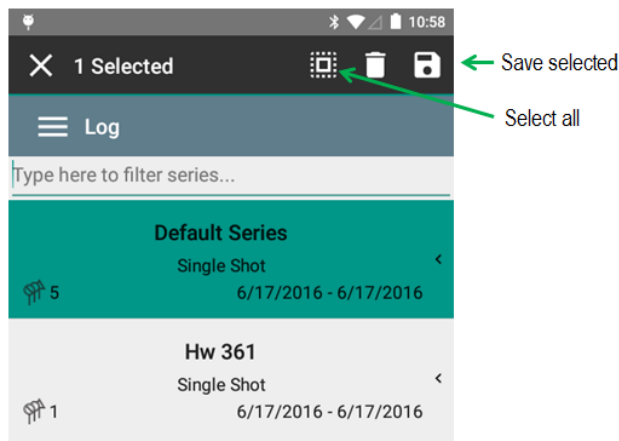 10:58
1 Selected
Save selected
Select all
Log
Type here to filter series...
Default Series
Single Shot
5 6/17/2016 - 6/17/2016
Hw 361
Single Shot
1 6/17/2016 - 6/17/2016